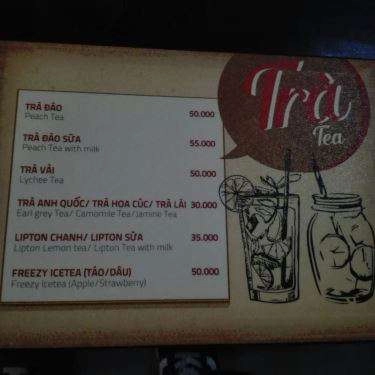 Trà
Tea
TRÀ ĐÀO 50.000
Peach Tea
TRÀ ĐÀO SỮA 55.000
Peach Tea with milk
TRÀ VẢI 50.000
Lychee Tea
TRÀ ANH QUỐC/ TRÀ HOA CÚC/ TRÀ LÀI 30.000
Earl grey Tea/ Camomile Tea/Jamine Tea
LIPTON CHANH/ LIPTON SỮA 35.000
Lipton Lemon tea/ Lipton Tea with milk
FREEZY ICETEA (TÁO/DÂU) 50.000
Freezy Icetea (Apple/Strawberry)